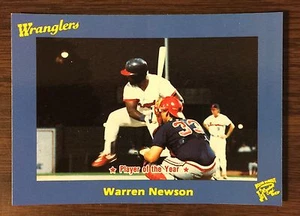 Wranglers
33
★ Player of the Year ★
Warren Newson